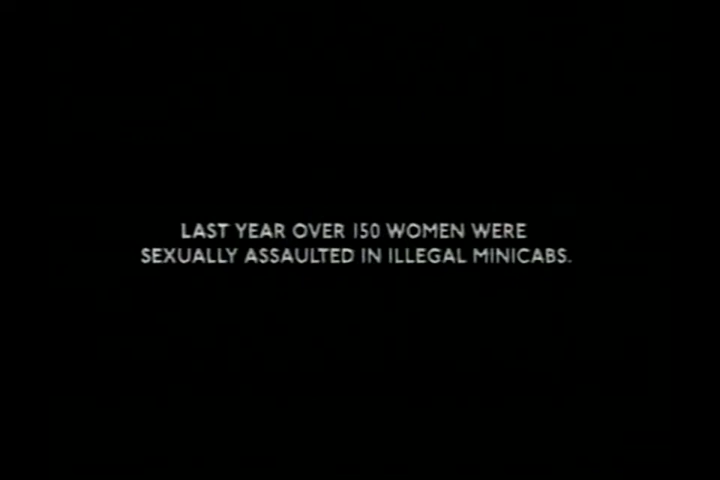 LAST YEAR OVER 150 WOMEN WERE
SEXUALLY ASSAULTED IN ILLEGAL MINICABS.